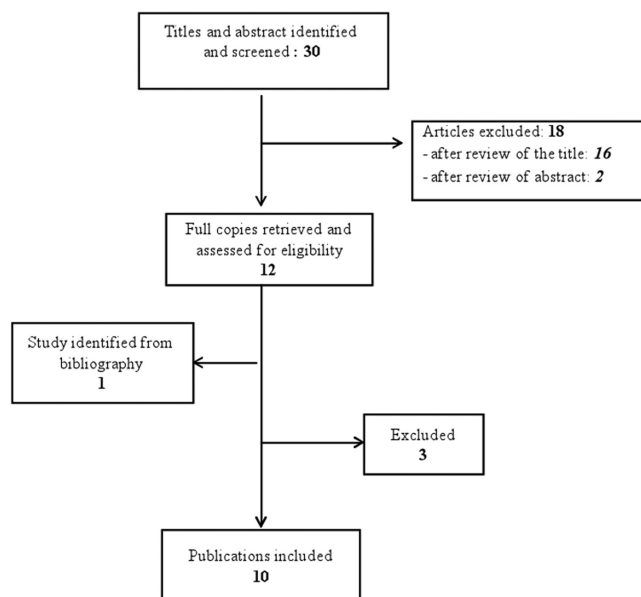 Titles and abstract identified
and screened : 30
Articles excluded: 18
- after review of the title: 16
- after review of abstract: 2
Full copies retrieved and
assessed for eligibility
12
Study identified from
bibliography
1
Excluded
3
Publications included
10